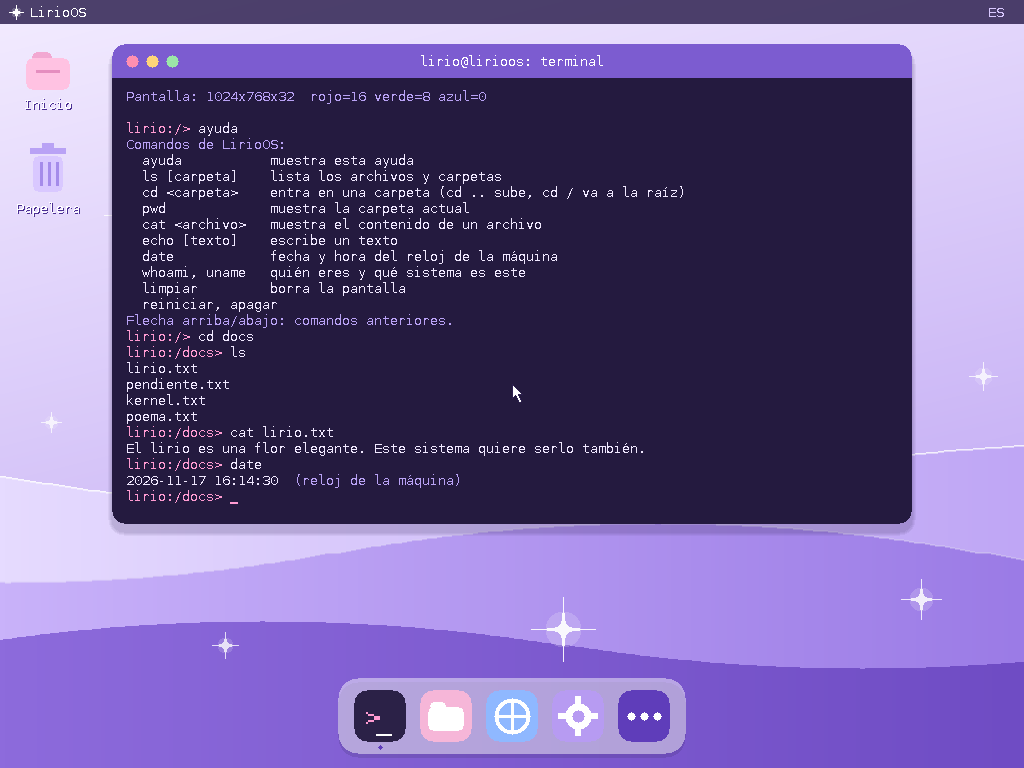 LirioOS
ES
Inicio
Papelera
lirio@lirioos: terminal
Pantalla: 1024x768x32  rojo=16 verde=8 azul=0
lirio:/> ayuda
Comandos de LirioOS:
  ayuda           muestra esta ayuda
  ls [carpeta]    lista los archivos y carpetas
  cd <carpeta>    entra en una carpeta (cd .. sube, cd / va a la raíz)
  pwd             muestra la carpeta actual
  cat <archivo>   muestra el contenido de un archivo
  echo [texto]    escribe un texto
  date            fecha y hora del reloj de la máquina
  whoami, uname   quién eres y qué sistema es este
  limpiar         borra la pantalla
  reiniciar, apagar
Flecha arriba/abajo: comandos anteriores.
lirio:/> cd docs
lirio:/docs> ls
lirio.txt
pendiente.txt
kernel.txt
poema.txt
lirio:/docs> cat lirio.txt
El lirio es una flor elegante. Este sistema quiere serlo también.
lirio:/docs> date
2026-11-17 16:14:30  (reloj de la máquina)
lirio:/docs> _
>_